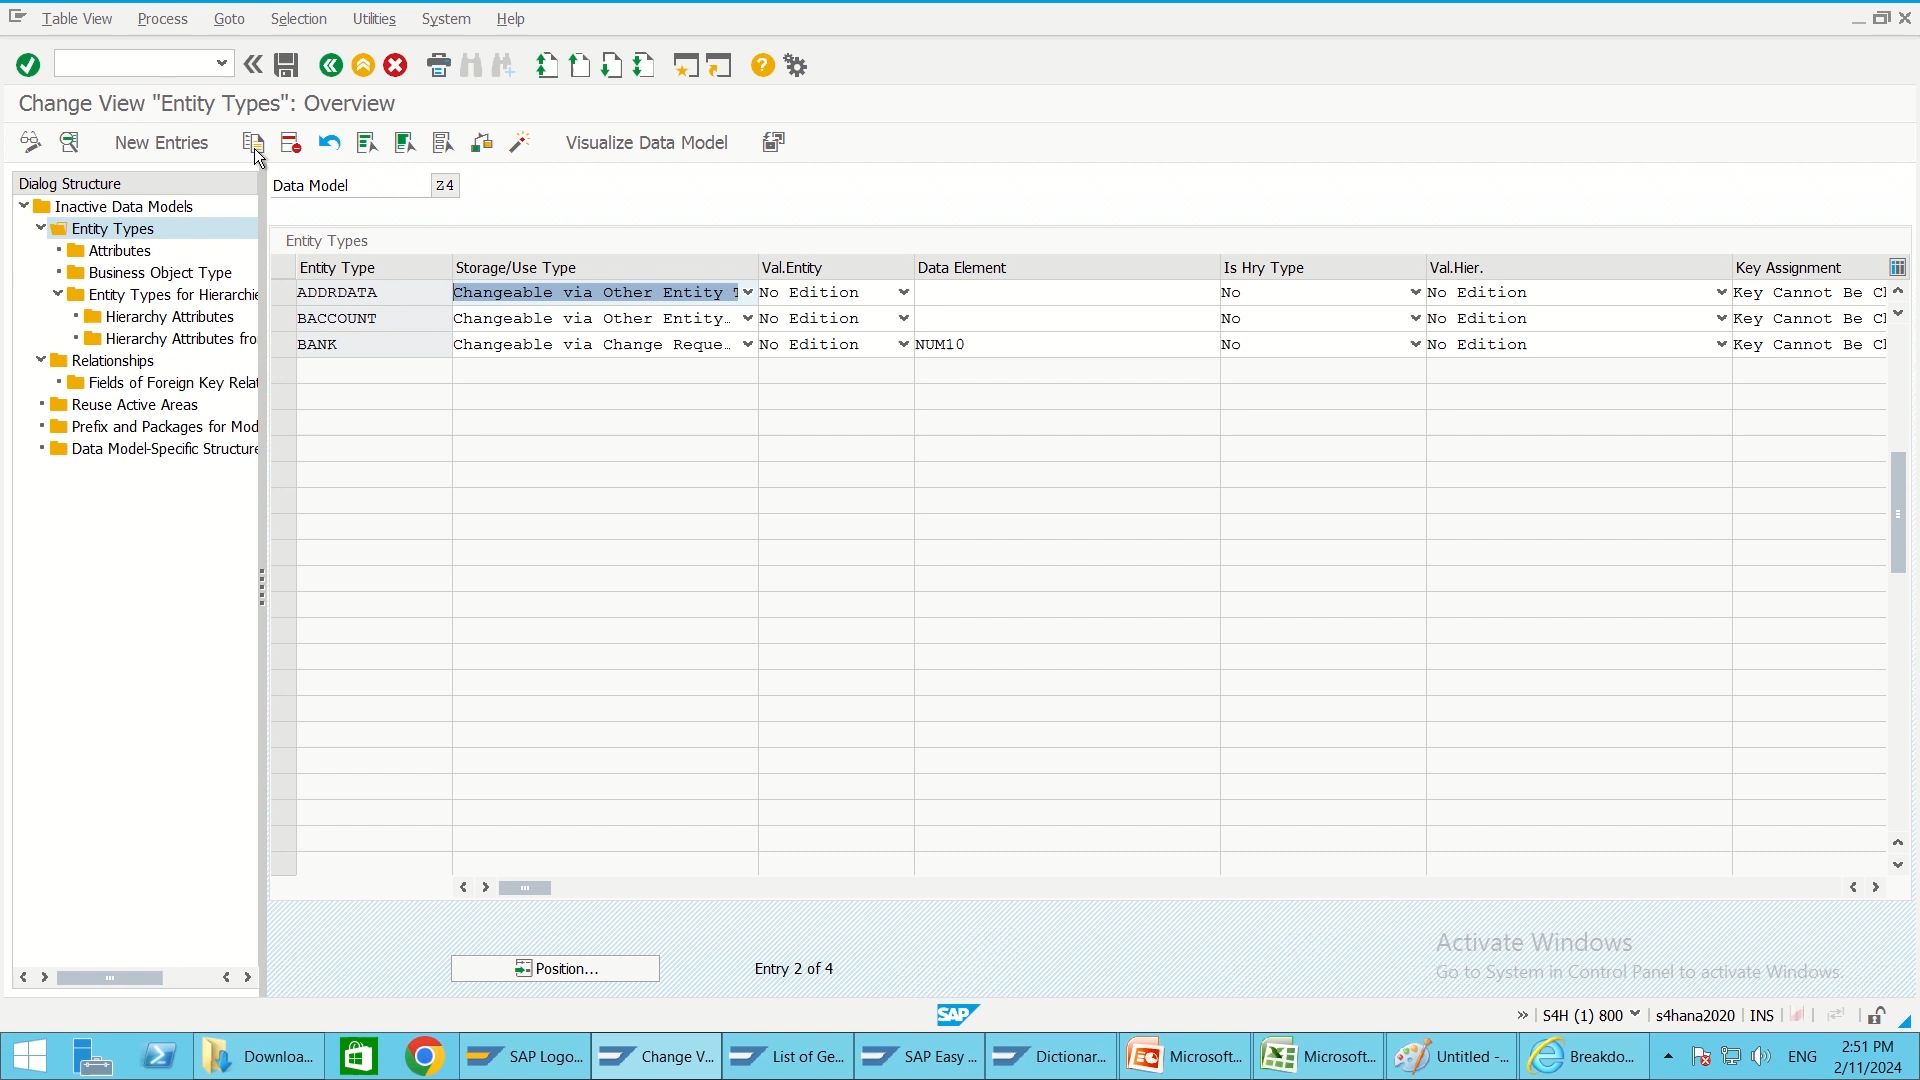 Table View Process Goto Selection Utilities System Help
Change View "Entity Types": Overview
New Entries Visualize Data Model
Dialog Structure
Inactive Data Models
Entity Types
Attributes
Business Object Type
Entity Types for Hierarchie
Hierarchy Attributes
Hierarchy Attributes fro
Relationships
Fields of Foreign Key Relat
Reuse Active Areas
Prefix and Packages for Mod
Data Model-Specific Structure
Data Model Z4
Entity Types
Entity Type Storage/Use Type Val.Entity Data Element Is Hry Type Val.Hier. Key Assignment
ADDRDATA Changeable via Other Entity T No Edition No No Edition Key Cannot Be Cl
BACCOUNT Changeable via Other Entity… No Edition No No Edition Key Cannot Be Cl
BANK Changeable via Change Reque… No Edition NUM10 No No Edition Key Cannot Be Cl
Position... Entry 2 of 4
Activate Windows
Go to System in Control Panel to activate Windows.
SAP
» S4H (1) 800 s4hana2020 INS
Downloa... SAP Logo... Change V... List of Ge... SAP Easy ... Dictionar... Microsoft... Microsoft... Untitled -... Breakdo... ENG
2:51 PM
2/11/2024